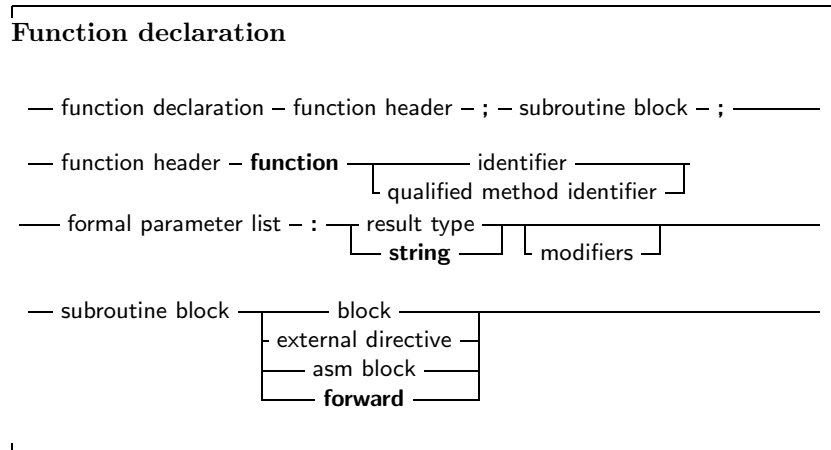 Function declaration
function declaration function header ; subroutine block ;
function header function identifier
qualified method identifier
formal parameter list : result type
string modifiers
subroutine block block
external directive
asm block
forward